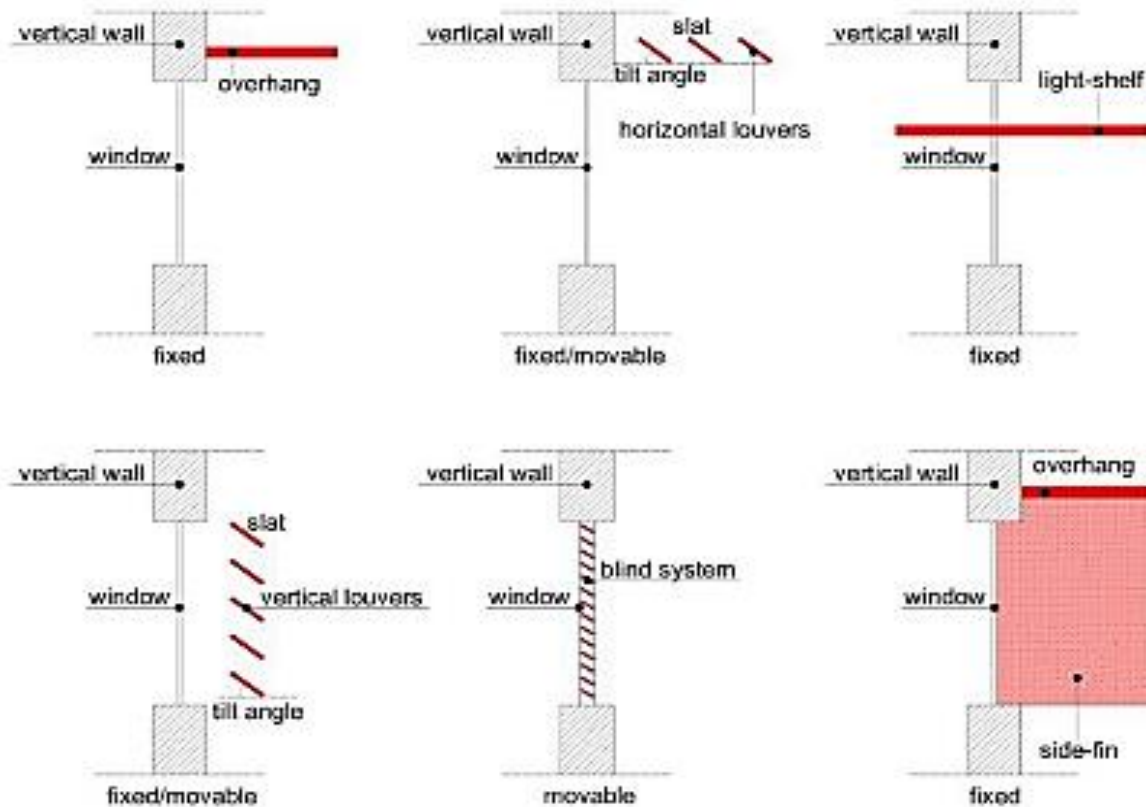 vertical wall
overhang
window
fixed
vertical wall
slat
tilt angle
horizontal louvers
window
fixed/movable
vertical wall
light-shelf
window
fixed
vertical wall
slat
window
vertical louvers
tilt angle
fixed/movable
vertical wall
blind system
window
movable
vertical wall
overhang
window
side-fin
fixed